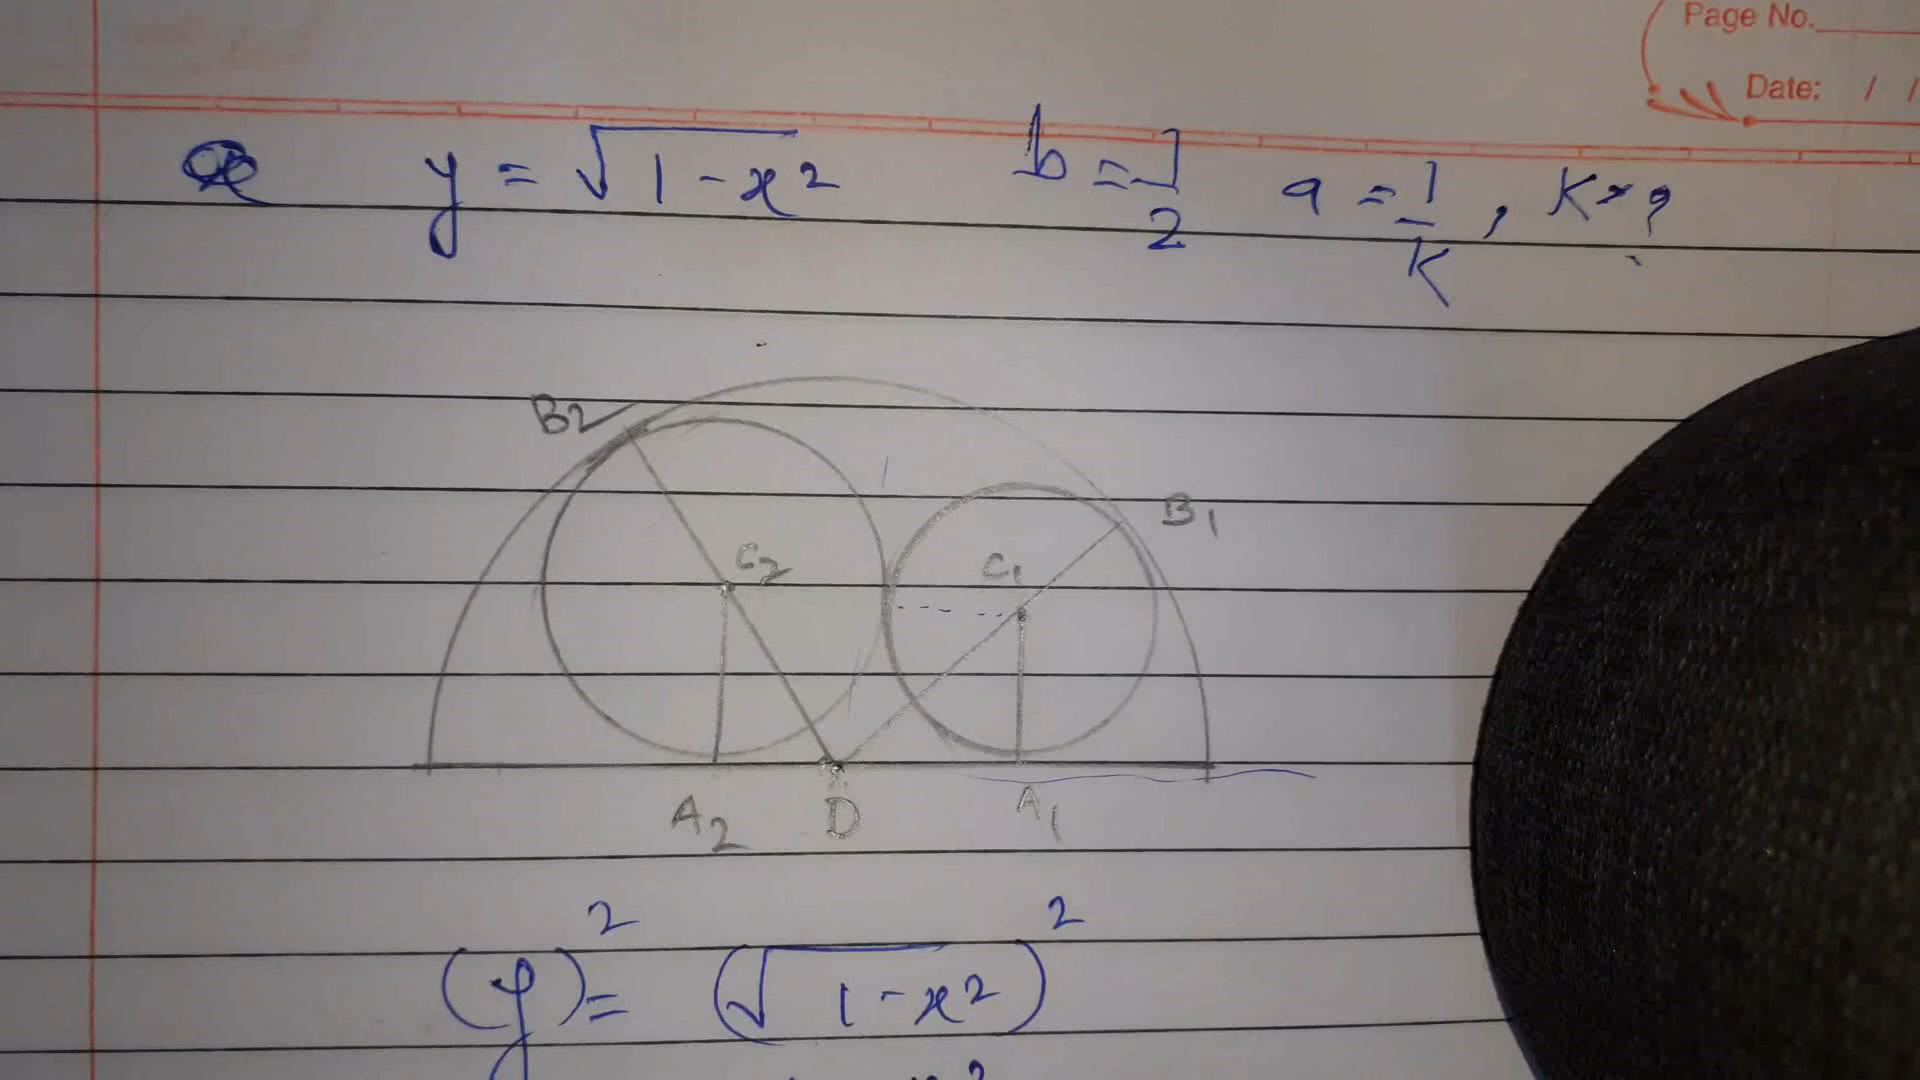 Page No.
Date: / /
y = √1-x² b = 1/2 a = 1/K, K=?
B2
B1
C2 C1
A2 D A1
(y)² = (√1-x²)²